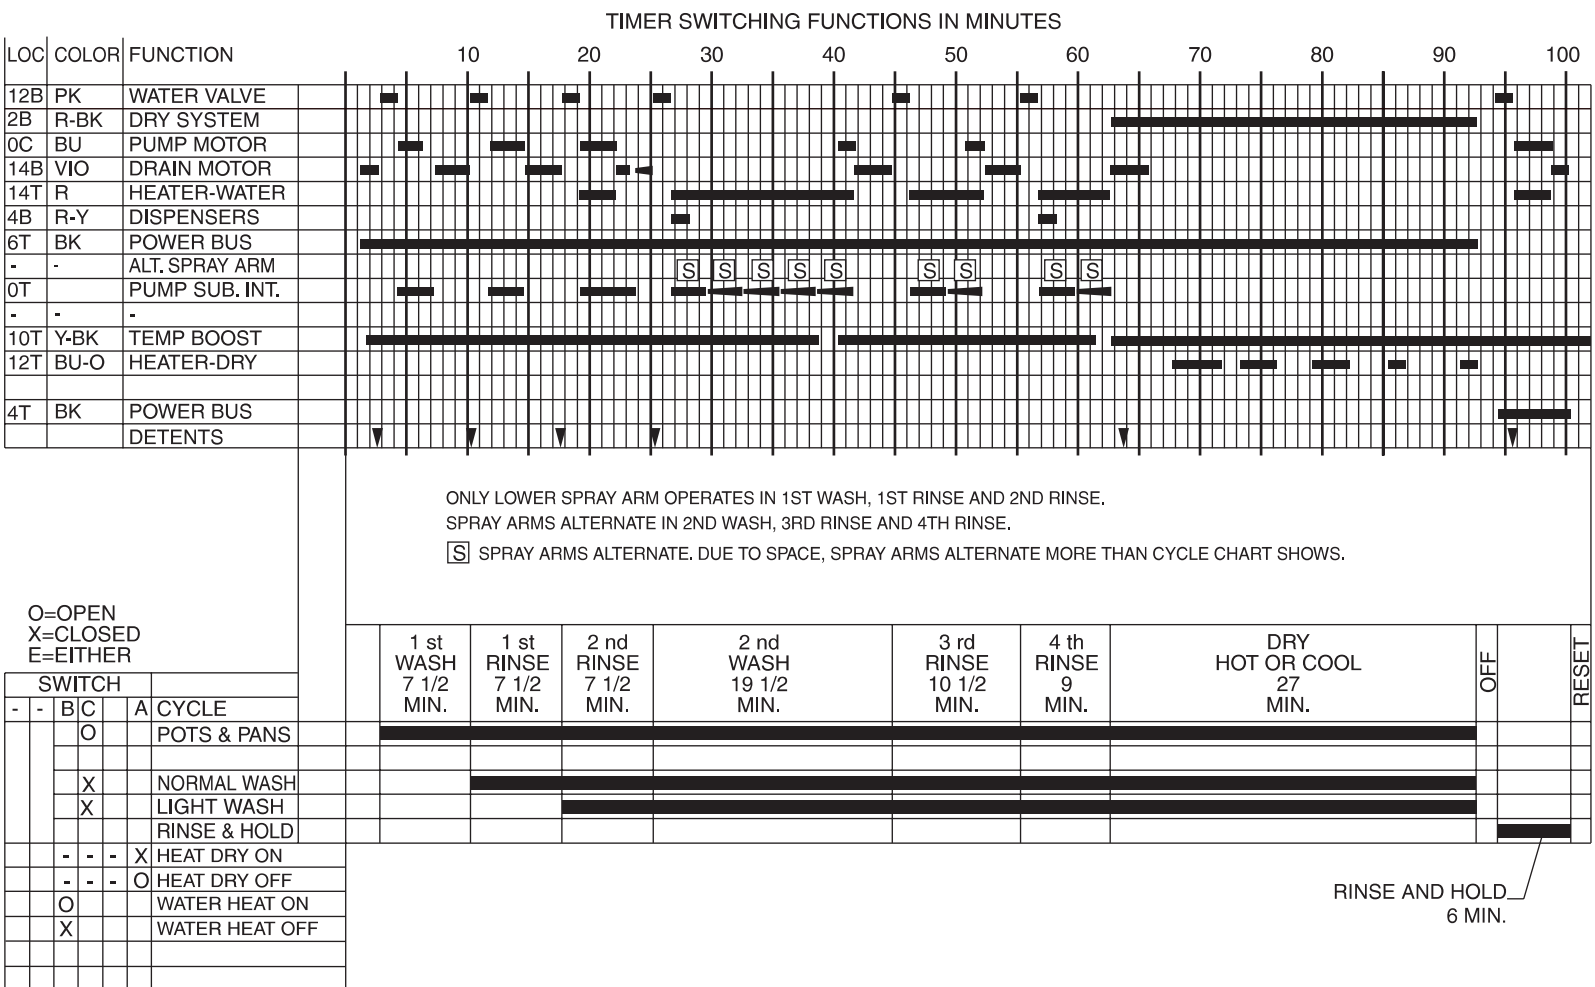 TIMER SWITCHING FUNCTIONS IN MINUTES
LOC COLOR FUNCTION 10 20 30 40 50 60 70 80 90 100
12B PK WATER VALVE
2B R-BK DRY SYSTEM
0C BU PUMP MOTOR
14B VIO DRAIN MOTOR
14T R HEATER-WATER
4B R-Y DISPENSERS
6T BK POWER BUS
- - ALT. SPRAY ARM S S S S S S S S S
0T PUMP SUB. INT.
- - -
10T Y-BK TEMP BOOST
12T BU-O HEATER-DRY
4T BK POWER BUS
DETENTS
ONLY LOWER SPRAY ARM OPERATES IN 1ST WASH, 1ST RINSE AND 2ND RINSE.
SPRAY ARMS ALTERNATE IN 2ND WASH, 3RD RINSE AND 4TH RINSE.
S SPRAY ARMS ALTERNATE. DUE TO SPACE, SPRAY ARMS ALTERNATE MORE THAN CYCLE CHART SHOWS.
O=OPEN
X=CLOSED
E=EITHER
1 st WASH 7 1/2 MIN.
1 st RINSE 7 1/2 MIN.
2 nd RINSE 7 1/2 MIN.
2 nd WASH 19 1/2 MIN.
3 rd RINSE 10 1/2 MIN.
4 th RINSE 9 MIN.
DRY HOT OR COOL 27 MIN.
OFF
RESET
SWITCH
- - B C A CYCLE
O POTS & PANS
X NORMAL WASH
X LIGHT WASH
RINSE & HOLD
- - - X HEAT DRY ON
- - - O HEAT DRY OFF
O WATER HEAT ON
X WATER HEAT OFF
RINSE AND HOLD
6 MIN.